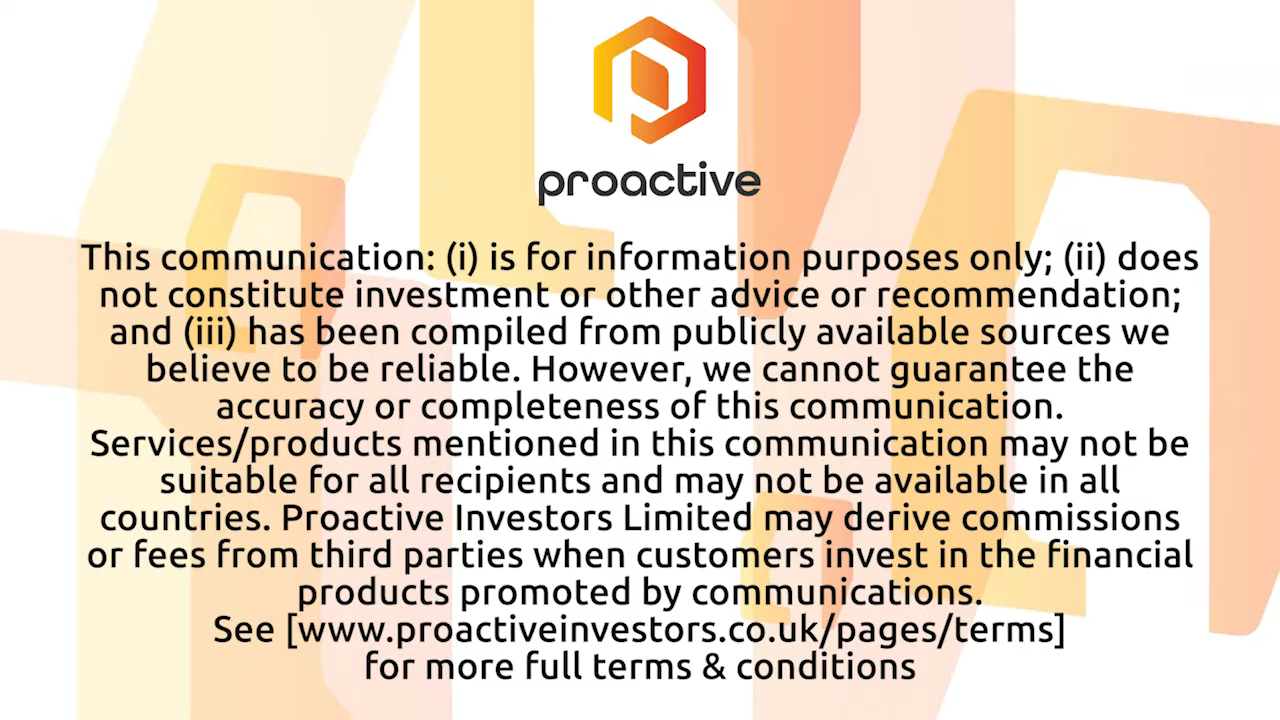 proactive
This communication: (i) is for information purposes only; (ii) does
not constitute investment or other advice or recommendation;
and (iii) has been compiled from publicly available sources we
believe to be reliable. However, we cannot guarantee the
accuracy or completeness of this communication.
Services/products mentioned in this communication may not be
suitable for all recipients and may not be available in all
countries. Proactive Investors Limited may derive commissions
or fees from third parties when customers invest in the financial
products promoted by communications.
See [www.proactiveinvestors.co.uk/pages/terms]
for more full terms & conditions